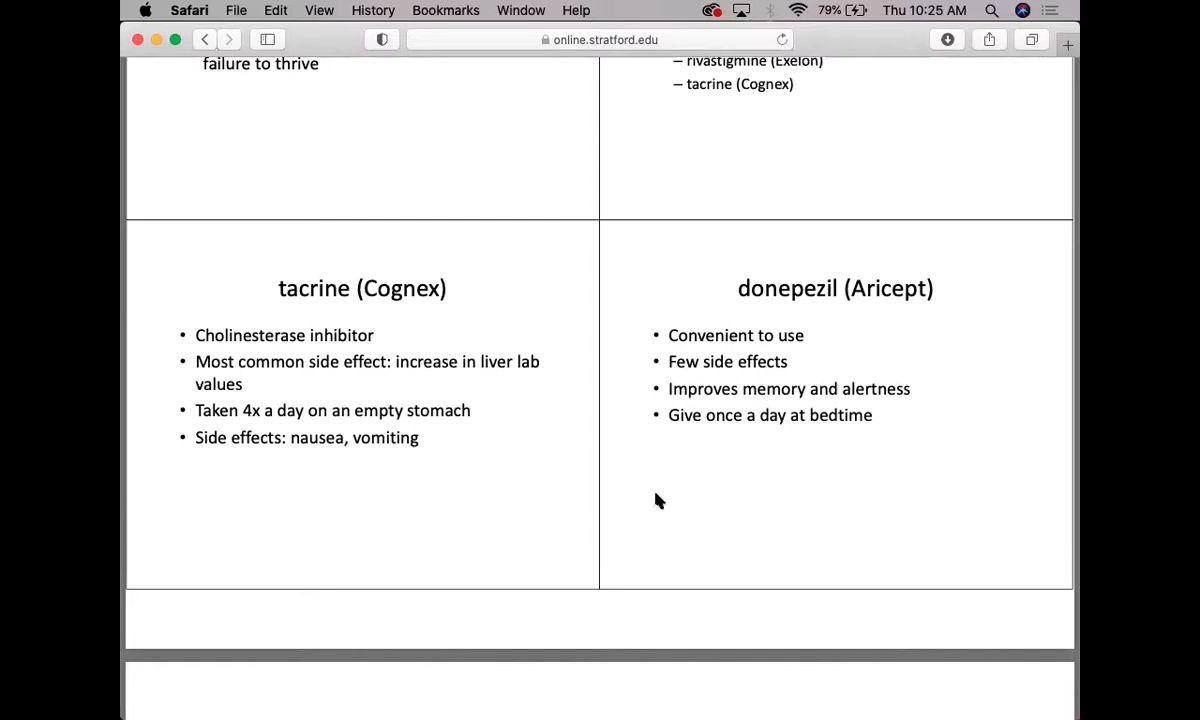 Safari File Edit View History Bookmarks Window Help 79% Thu 10:25 AM
online.stratford.edu
failure to thrive
– rivastigmine (Exelon)
– tacrine (Cognex)
tacrine (Cognex)
• Cholinesterase inhibitor
• Most common side effect: increase in liver lab
values
• Taken 4x a day on an empty stomach
• Side effects: nausea, vomiting
donepezil (Aricept)
• Convenient to use
• Few side effects
• Improves memory and alertness
• Give once a day at bedtime